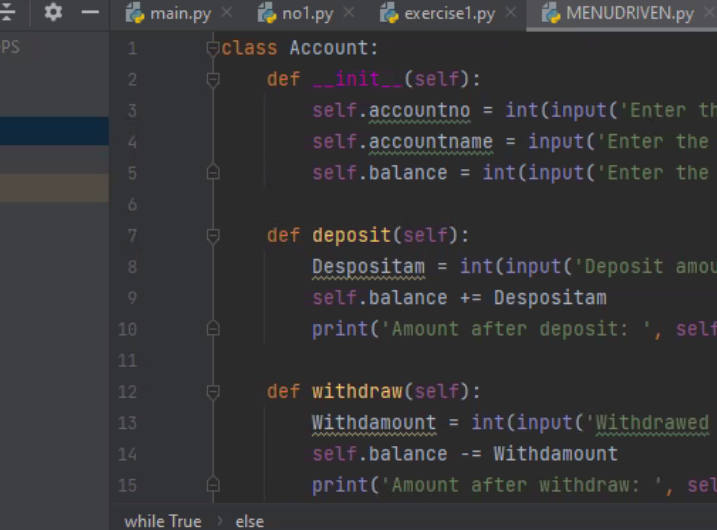 PS
main.py no1.py exercise1.py MENUDRIVEN.py
1 class Account:
2 def __init__(self):
3 self.accountno = int(input('Enter th
4 self.accountname = input('Enter the
5 self.balance = int(input('Enter the
6
7 def deposit(self):
8 Despositam = int(input('Deposit amou
9 self.balance += Despositam
10 print('Amount after deposit: ', self
11
12 def withdraw(self):
13 Withdamount = int(input('Withdrawed
14 self.balance -= Withdamount
15 print('Amount after withdraw: ', sel
while True > else